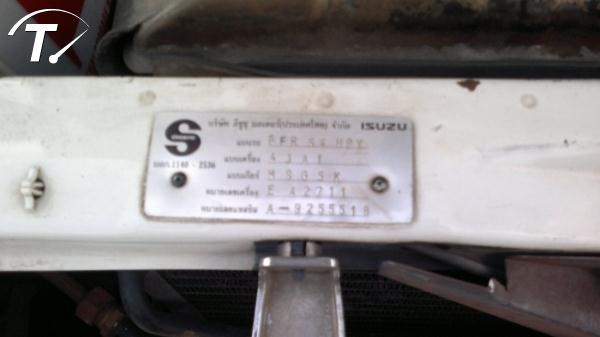 T
บริษัท อีซูซุ มอเตอร์(ประเทศไทย) จำกัด ISUZU
แบบรถ
แบบเครื่อง 4JA1
มอก.1140 - 2536
แบบเกียร์ MSG5K
หมายเลขเครื่อง E 42711
หมายเลขแชสซีส A-9255518